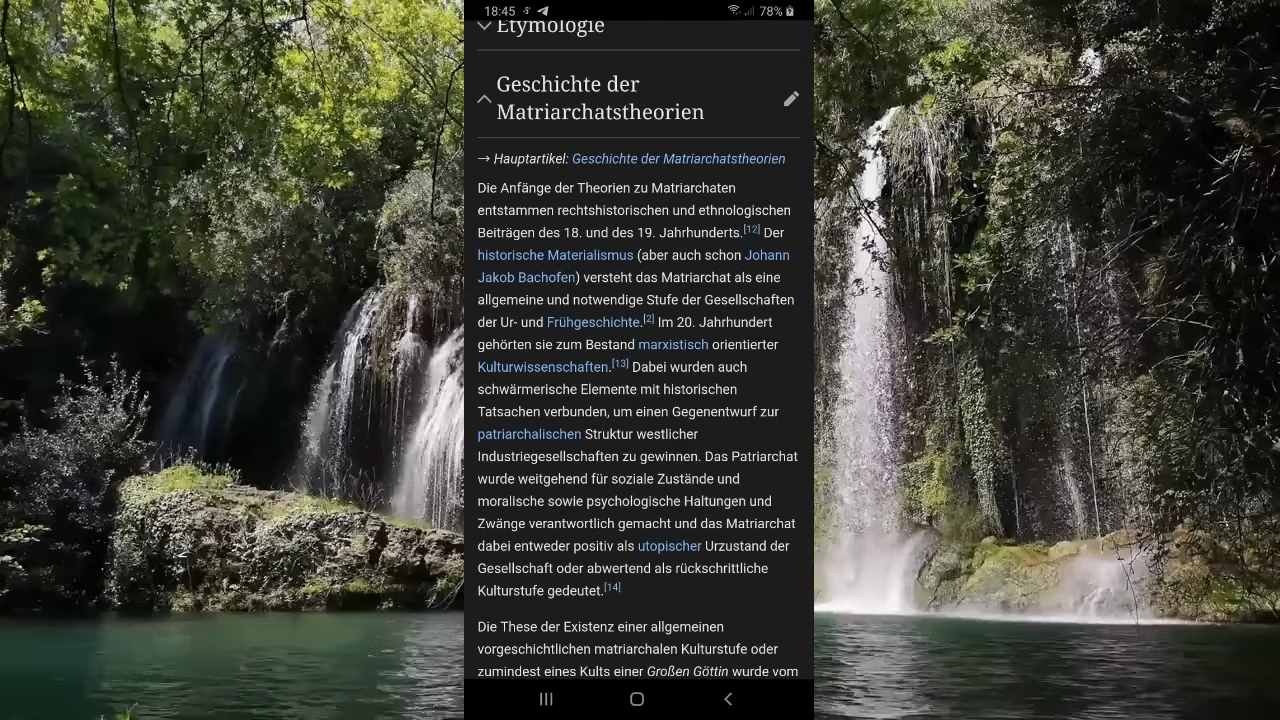 18:45
78%
Etymologie
Geschichte der
Matriarchatstheorien
→ Hauptartikel: Geschichte der Matriarchatstheorien
Die Anfänge der Theorien zu Matriarchaten
entstammen rechtshistorischen und ethnologischen
Beiträgen des 18. und des 19. Jahrhunderts.[12] Der
historische Materialismus (aber auch schon Johann
Jakob Bachofen) versteht das Matriarchat als eine
allgemeine und notwendige Stufe der Gesellschaften
der Ur- und Frühgeschichte.[2] Im 20. Jahrhundert
gehörten sie zum Bestand marxistisch orientierter
Kulturwissenschaften.[13] Dabei wurden auch
schwärmerische Elemente mit historischen
Tatsachen verbunden, um einen Gegenentwurf zur
patriarchalischen Struktur westlicher
Industriegesellschaften zu gewinnen. Das Patriarchat
wurde weitgehend für soziale Zustände und
moralische sowie psychologische Haltungen und
Zwänge verantwortlich gemacht und das Matriarchat
dabei entweder positiv als utopischer Urzustand der
Gesellschaft oder abwertend als rückschrittliche
Kulturstufe gedeutet.[14]
Die These der Existenz einer allgemeinen
vorgeschichtlichen matriarchalen Kulturstufe oder
zumindest eines Kults einer Großen Göttin wurde vom